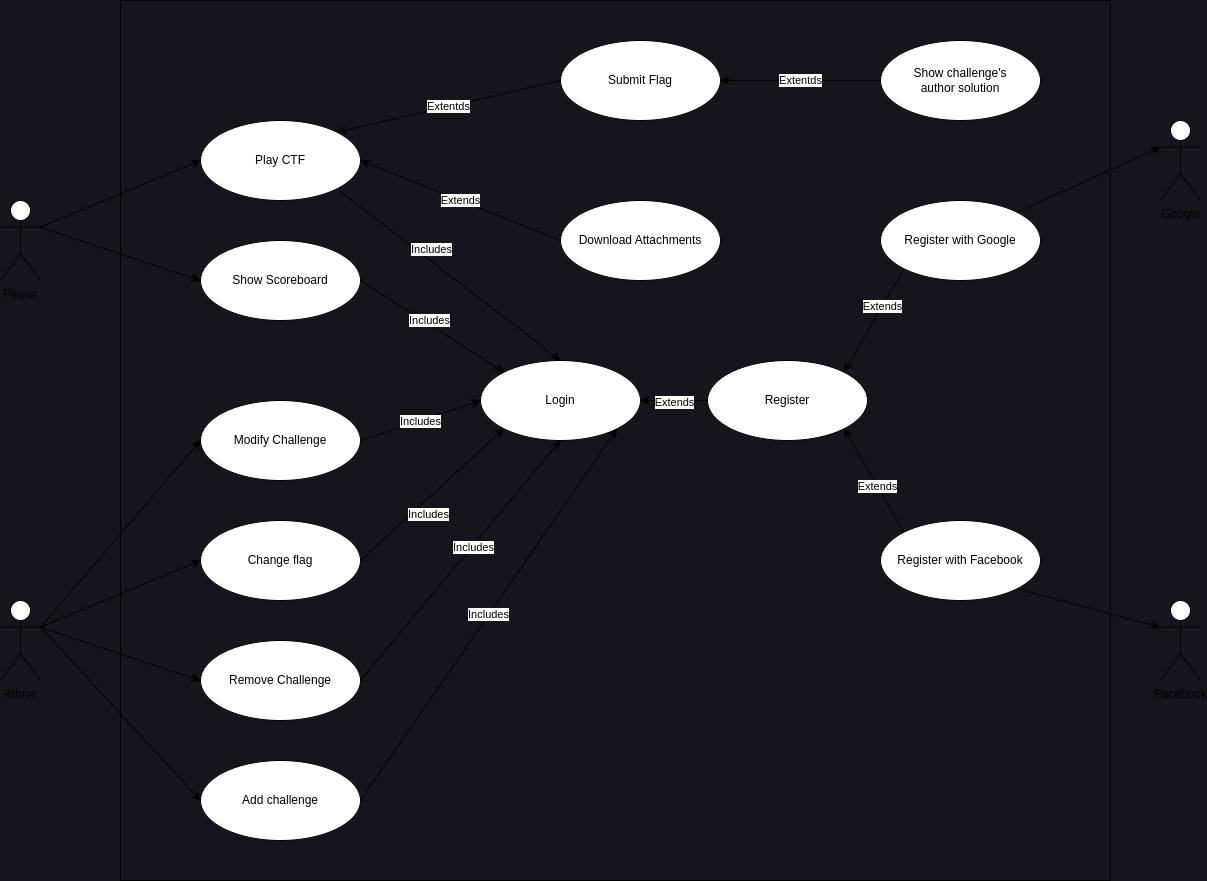 Submit Flag
Extentds
Show challenge's
author solution
Extentds
Play CTF
Extends
Download Attachments
Includes
Register with Google
Google
Player
Show Scoreboard
Includes
Extends
Login
Extends
Register
Modify Challenge
Includes
Extends
Change flag
Includes
Includes
Register with Facebook
Includes
Remove Challenge
Admin
Facebook
Add challenge